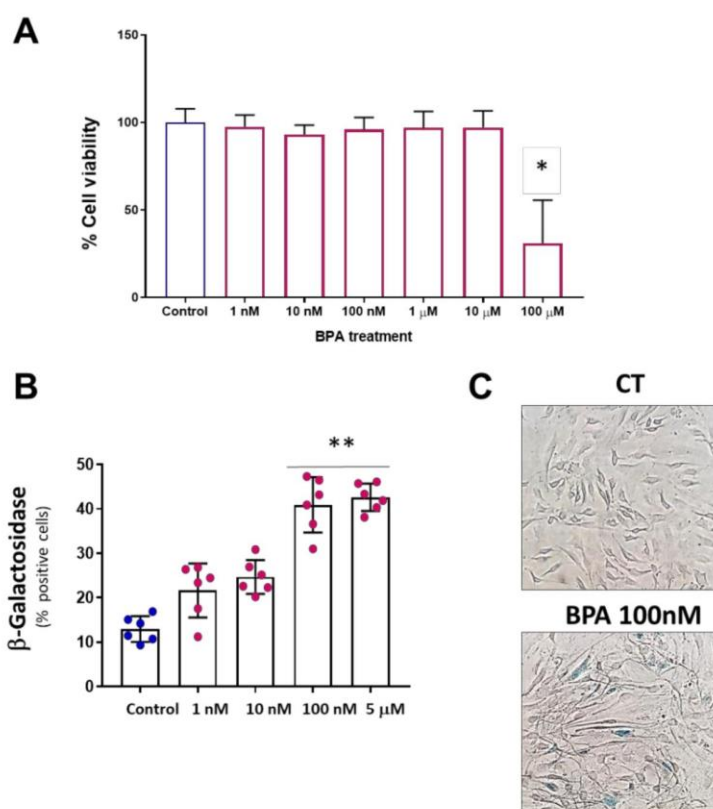 A
150
100
50
0
% Cell viability
*
Control 1 nM 10 nM 100 nM 1 μM 10 μM 100 μM
BPA treatment
B
**
50
40
30
20
10
0
β-Galactosidase
(% positive cells)
Control 1 nM 10 nM 100 nM 5 μM
C
CT
BPA 100nM